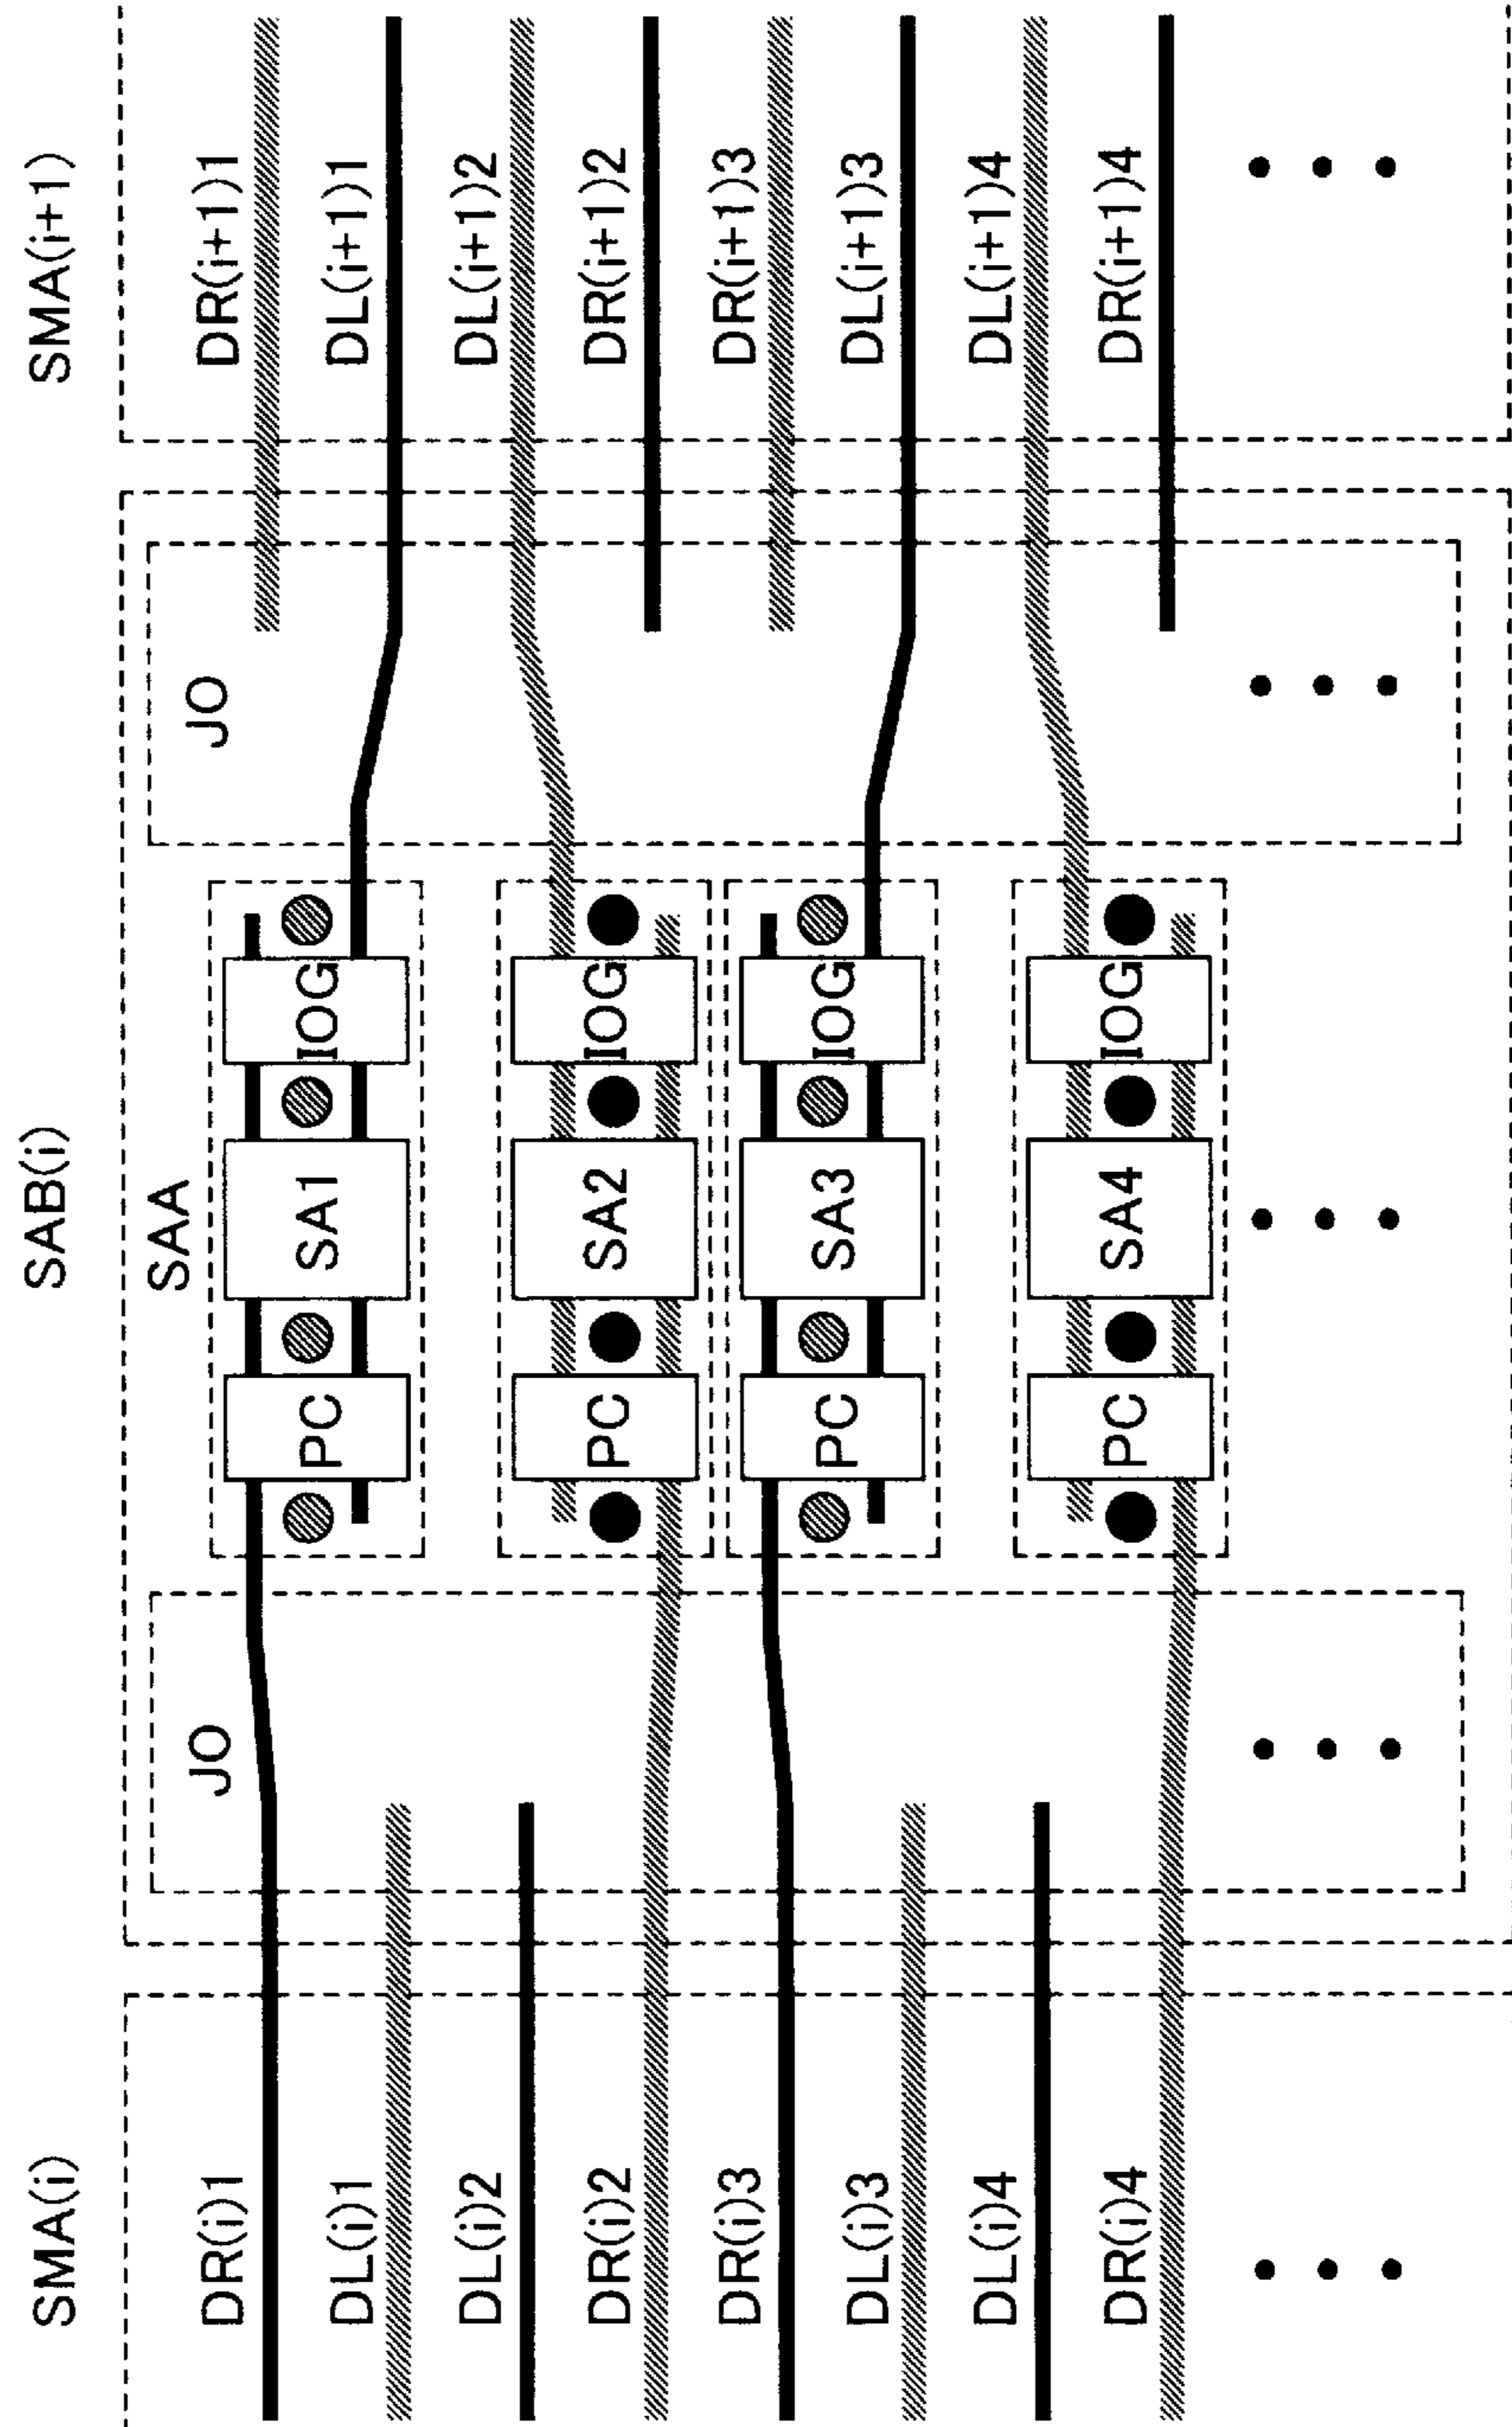 SMA(i) SAB(i) SMA(i+1)
SAA
JO JO
DR(i)1 PC SA1 IOG DR(i+1)1
DL(i)1 DL(i+1)1
DL(i)2 DL(i+1)2
DR(i)2 PC SA2 IOG DR(i+1)2
DR(i)3 PC SA3 IOG DR(i+1)3
DL(i)3 DL(i+1)3
DL(i)4 DL(i+1)4
DR(i)4 PC SA4 IOG DR(i+1)4